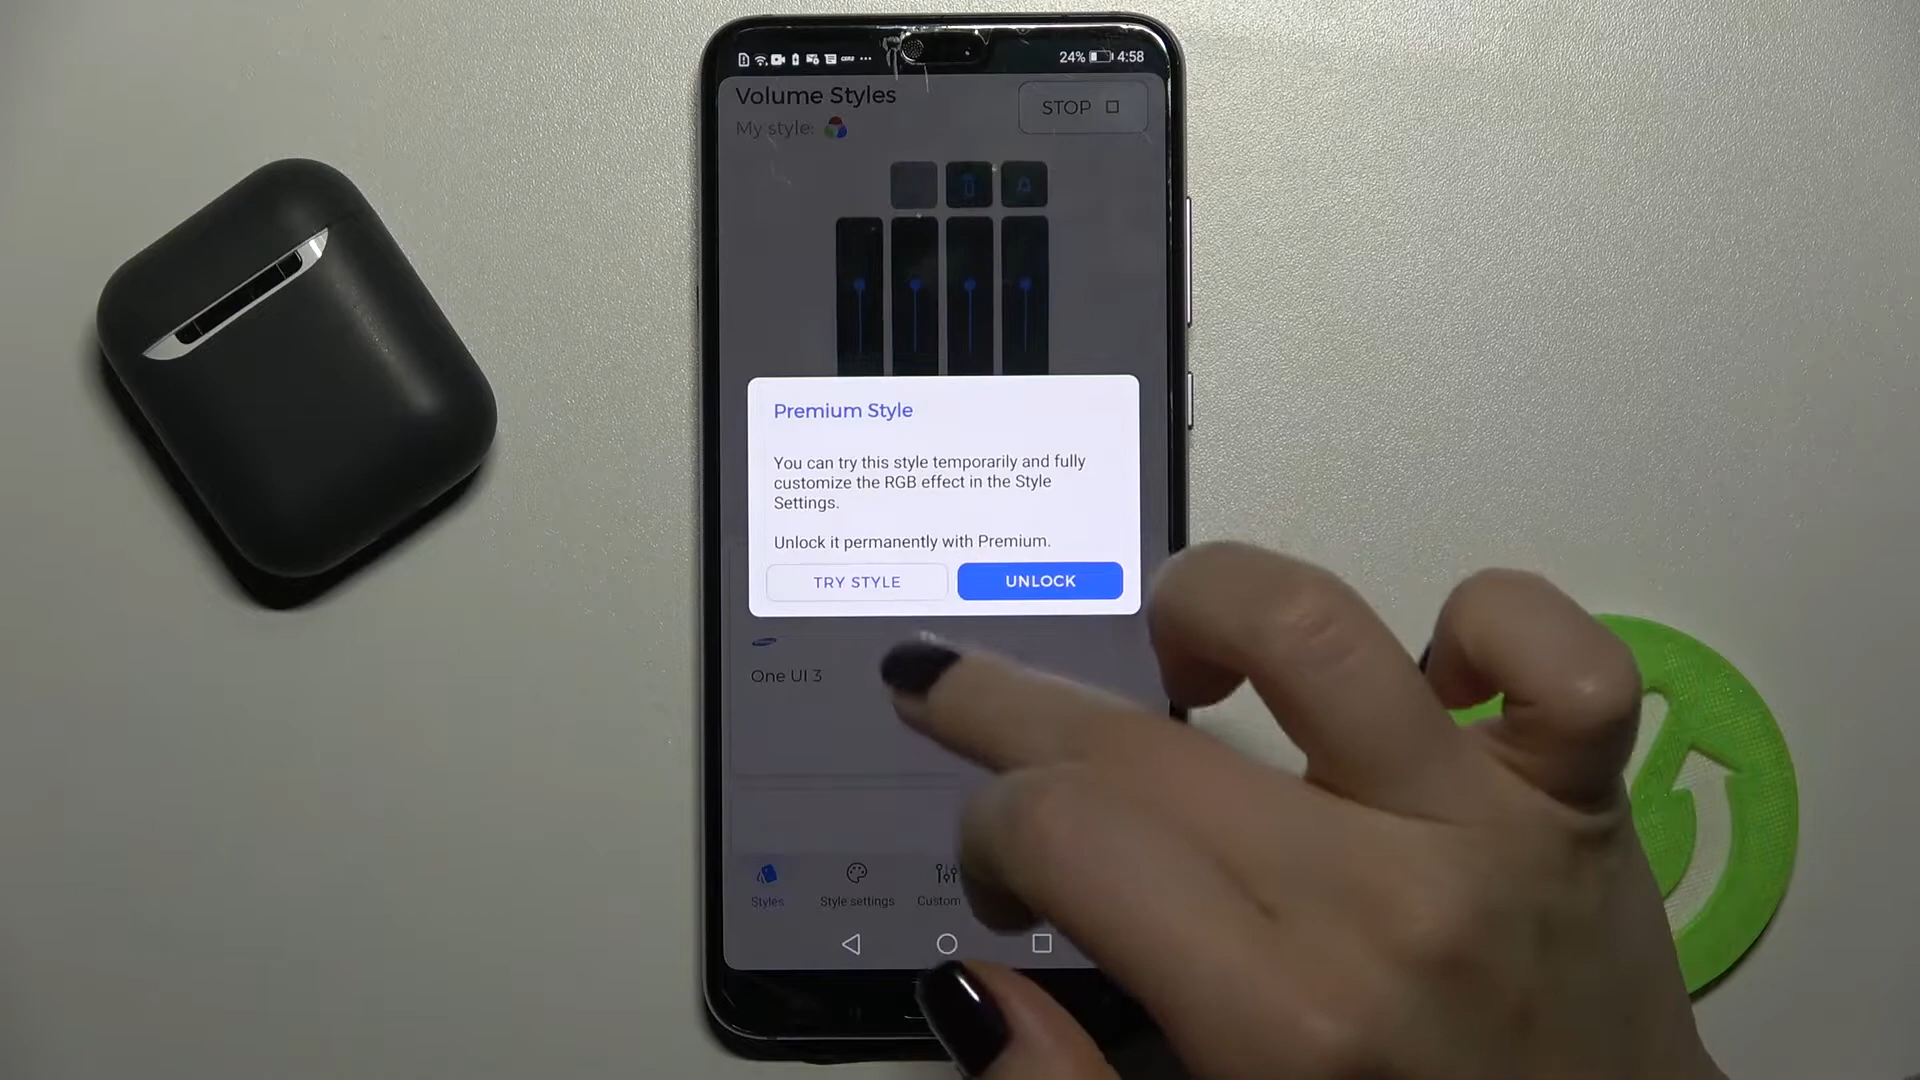 24% 4:58
Volume Styles
STOP
My style:
Premium Style
You can try this style temporarily and fully
customize the RGB effect in the Style
Settings.
Unlock it permanently with Premium.
TRY STYLE
UNLOCK
One UI 3
Styles
Style settings
Custom